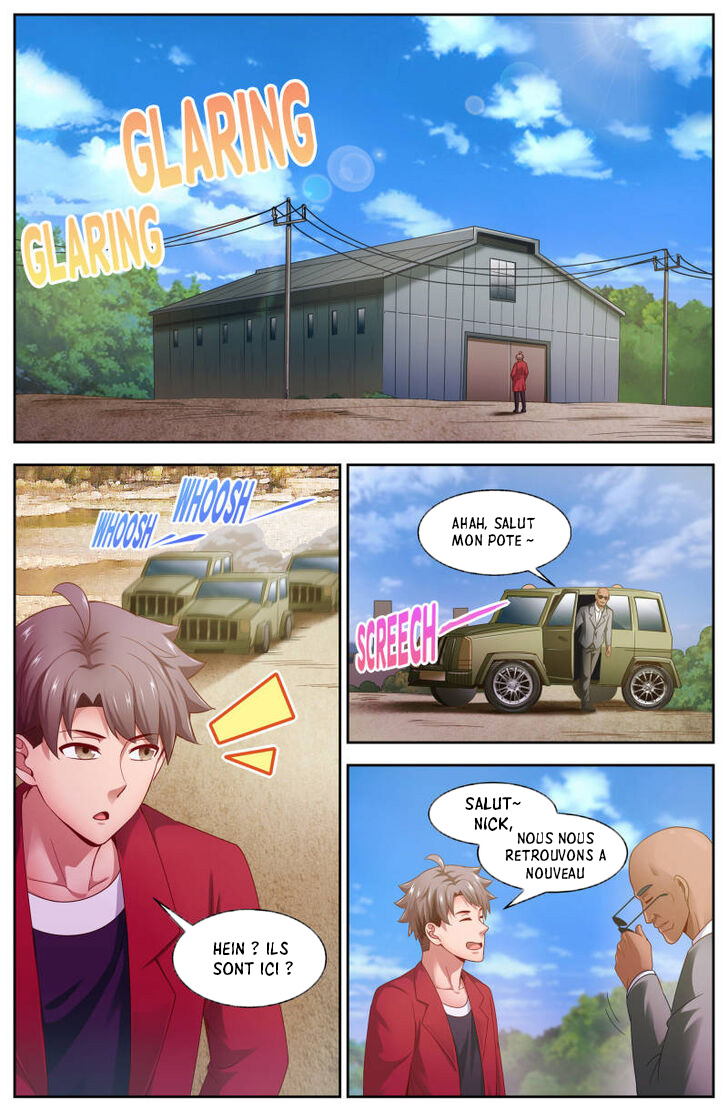 GLARING
GLARING
WHOOSH
WHOOSH
HEIN ? ILS
SONT ICI ?
AHAH, SALUT
MON POTE ~
SCREECH
SALUT~
NICK,
NOUS NOUS
RETROUVONS A
NOUVEAU